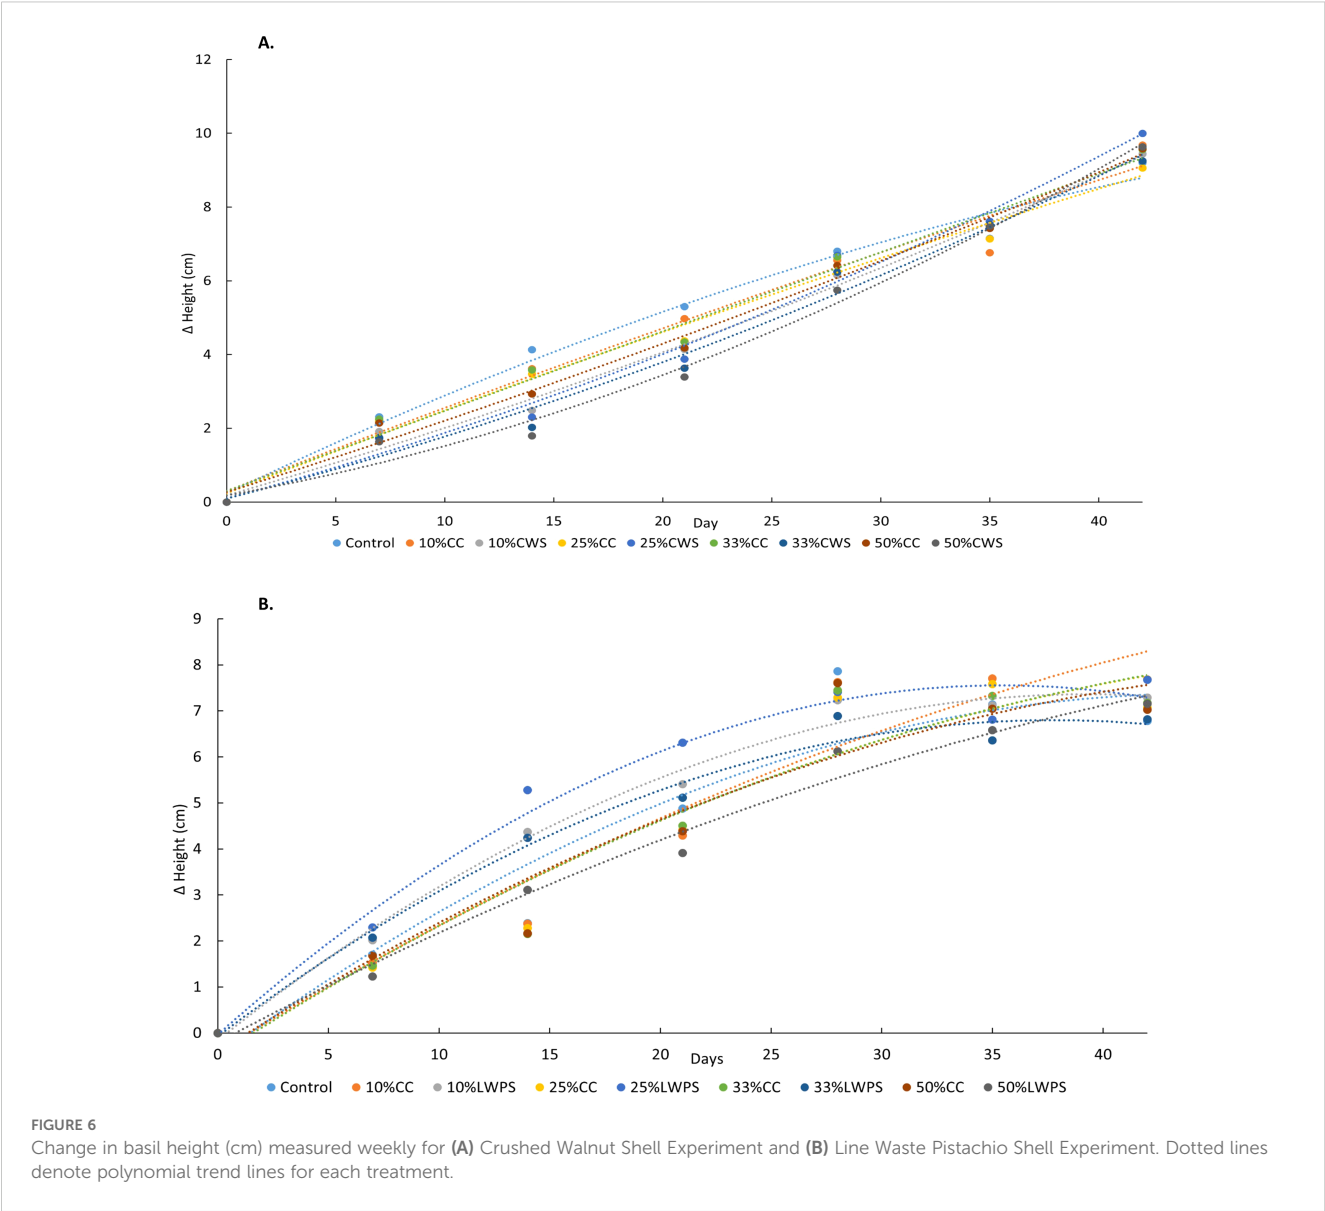 A.
12
10
8
6
4
2
0
Δ Height (cm)
0 5 10 15 20 25 30 35 40
Day
Control 10%CC 10%CWS 25%CC 25%CWS 33%CC 33%CWS 50%CC 50%CWS
B.
9
8
7
6
5
4
3
2
1
0
Δ Height (cm)
0 5 10 15 20 25 30 35 40
Days
Control 10%CC 10%LWPS 25%CC 25%LWPS 33%CC 33%LWPS 50%CC 50%LWPS
FIGURE 6
Change in basil height (cm) measured weekly for (A) Crushed Walnut Shell Experiment and (B) Line Waste Pistachio Shell Experiment. Dotted lines
denote polynomial trend lines for each treatment.